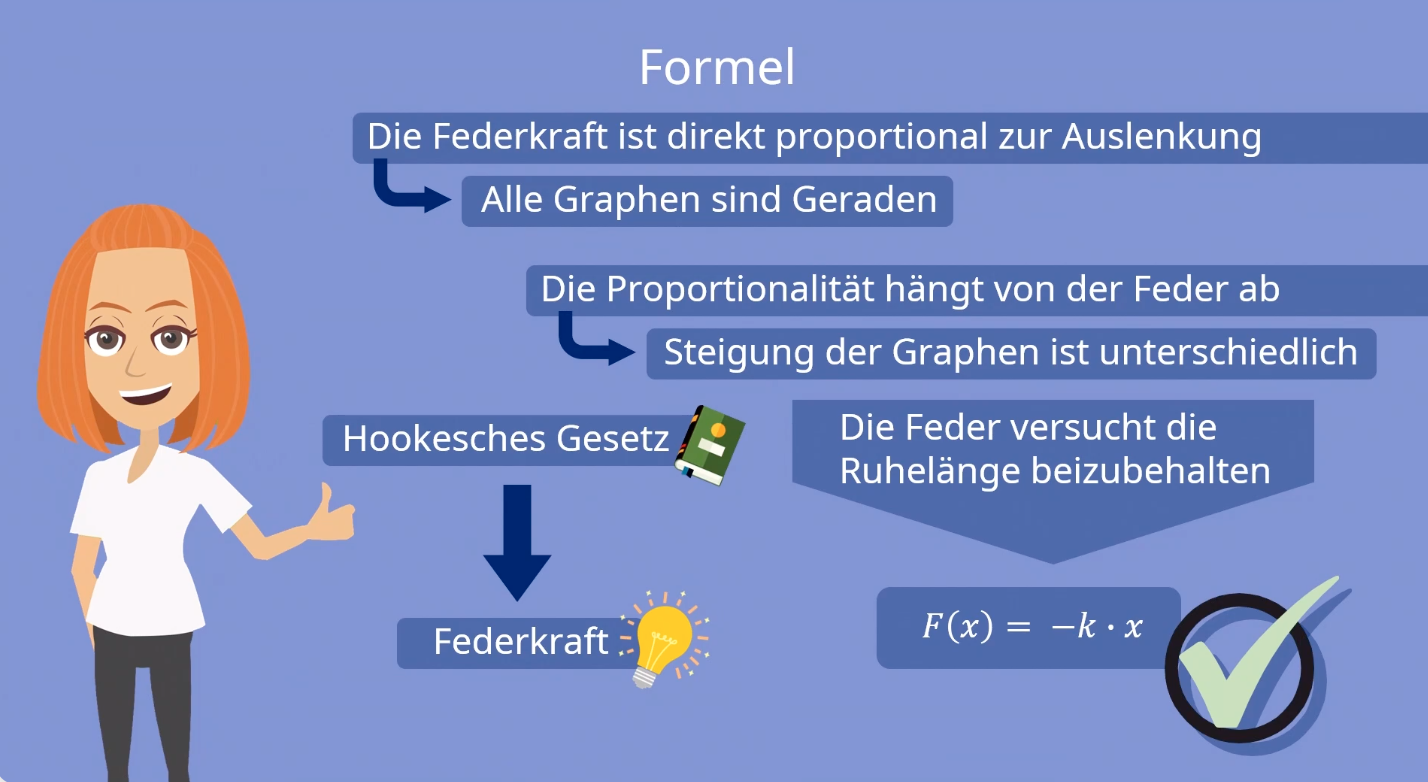 Formel
Die Federkraft ist direkt proportional zur Auslenkung
Alle Graphen sind Geraden
Die Proportionalität hängt von der Feder ab
Steigung der Graphen ist unterschiedlich
Hookesches Gesetz
Federkraft
Die Feder versucht die
Ruhelänge beizubehalten
F(x) = −k · x